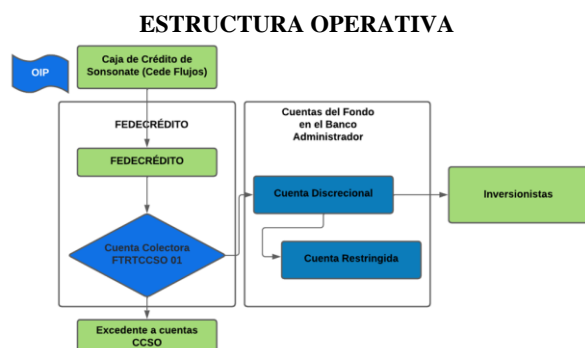 ESTRUCTURA OPERATIVA
OIP
Caja de Crédito de
Sonsonate (Cede Flujos)
FEDECRÉDITO
FEDECRÉDITO
Cuenta Colectora
FTRTCCSO 01
Excedente a cuentas
CCSO
Cuentas del Fondo
en el Banco
Administrador
Cuenta Discrecional
Cuenta Restringida
Inversionistas